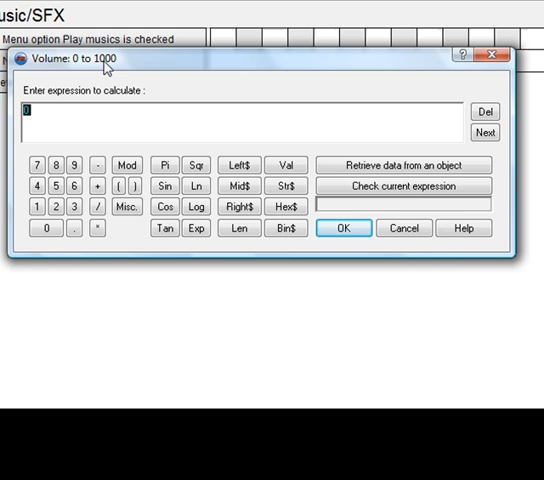 usic/SFX
Menu option Play musics is checked
Volume: 0 to 1000
?
Enter expression to calculate :
0
Del
Next
7 8 9 - Mod Pi Sqr Left$ Val Retrieve data from an object
4 5 6 + ( ) Sin Ln Mid$ Str$ Check current expression
1 2 3 / Misc. Cos Log Right$ Hex$
0 . * Tan Exp Len Bin$ OK Cancel Help